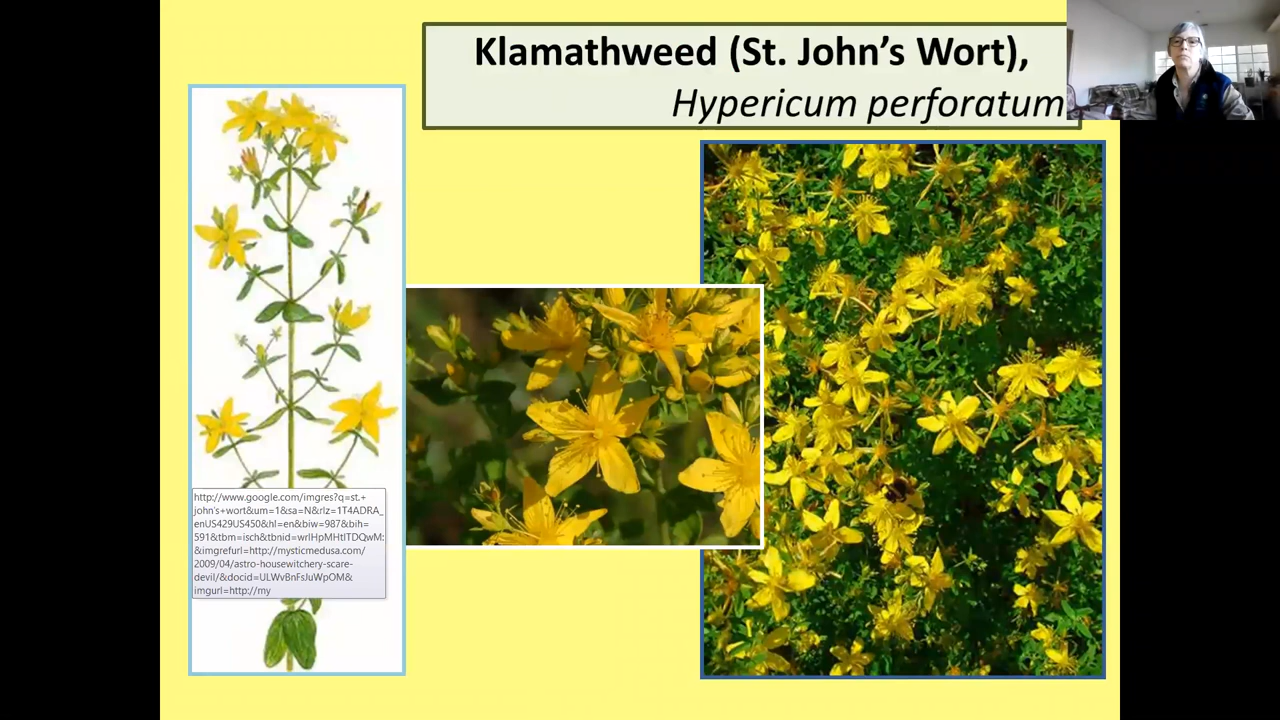 Klamathweed (St. John’s Wort),
Hypericum perforatum
http://www.google.com/imgres?q=st.+
john's+wort&um=1&sa=N&rlz=1T4ADRA_
enUS429US450&hl=en&biw=987&bih=
591&tbm=isch&tbnid=wrlHpMHtITDQwM:
&imgrefurl=http://mysticmedusa.com/
2009/04/astro-housewitchery-scare-
devil/&docid=ULWvBnFsJuWpOM&
imgurl=http://my